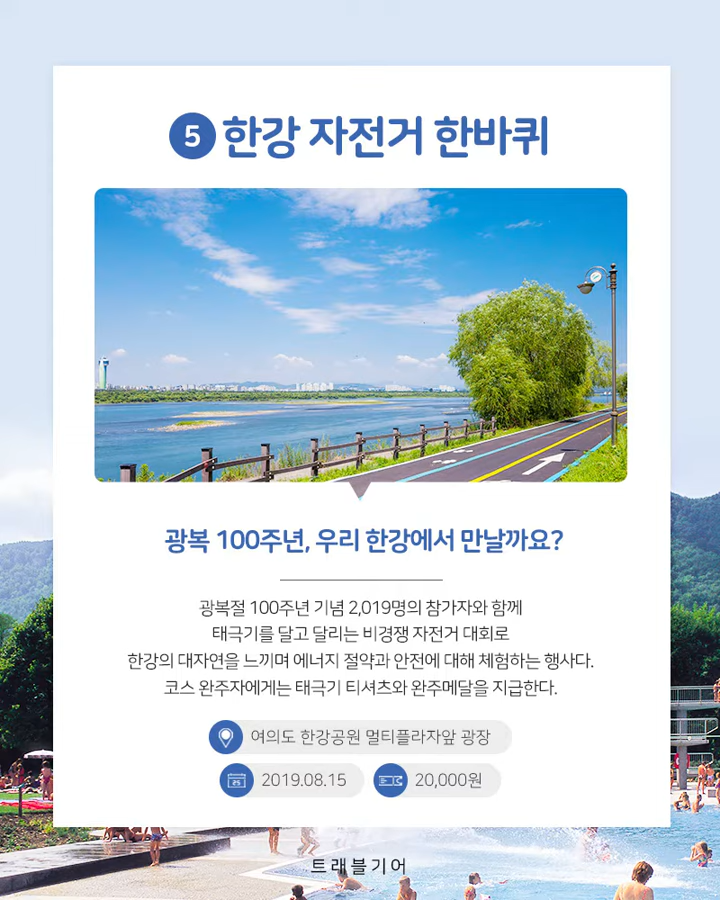 5 한강 자전거 한바퀴
광복 100주년, 우리 한강에서 만날까요?
광복절 100주년 기념 2,019명의 참가자와 함께
태극기를 달고 달리는 비경쟁 자전거 대회로
한강의 대자연을 느끼며 에너지 절약과 안전에 대해 체험하는 행사다.
코스 완주자에게는 태극기 티셔츠와 완주메달을 지급한다.
여의도 한강공원 멀티플라자앞 광장
25 2019.08.15 20,000원
트래블기어